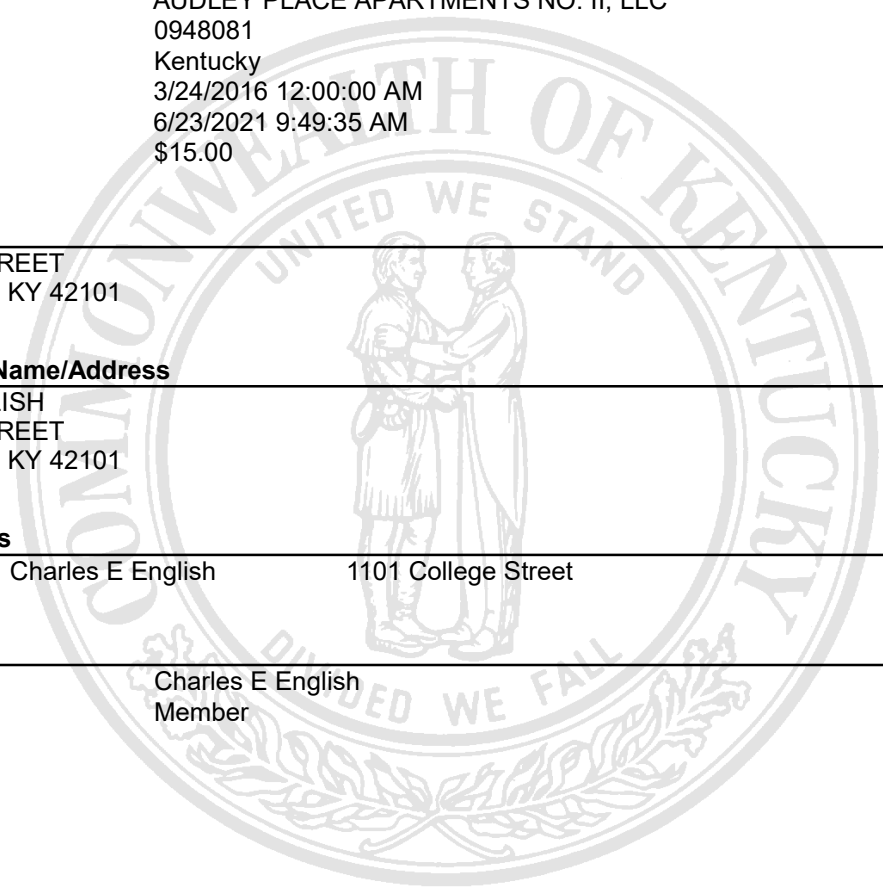 AUDLEY PLACE APARTMENTS NO. II, LLC
0948081
Kentucky
3/24/2016 12:00:00 AM
6/23/2021 9:49:35 AM
$15.00
REET
KY 42101
Name/Address
ISH
REET
KY 42101
s
Charles E English 1101 College Street
Charles E English
Member
COMMONWEALTH OF KENTUCKY
UNITED WE STAND
DIVIDED WE FALL